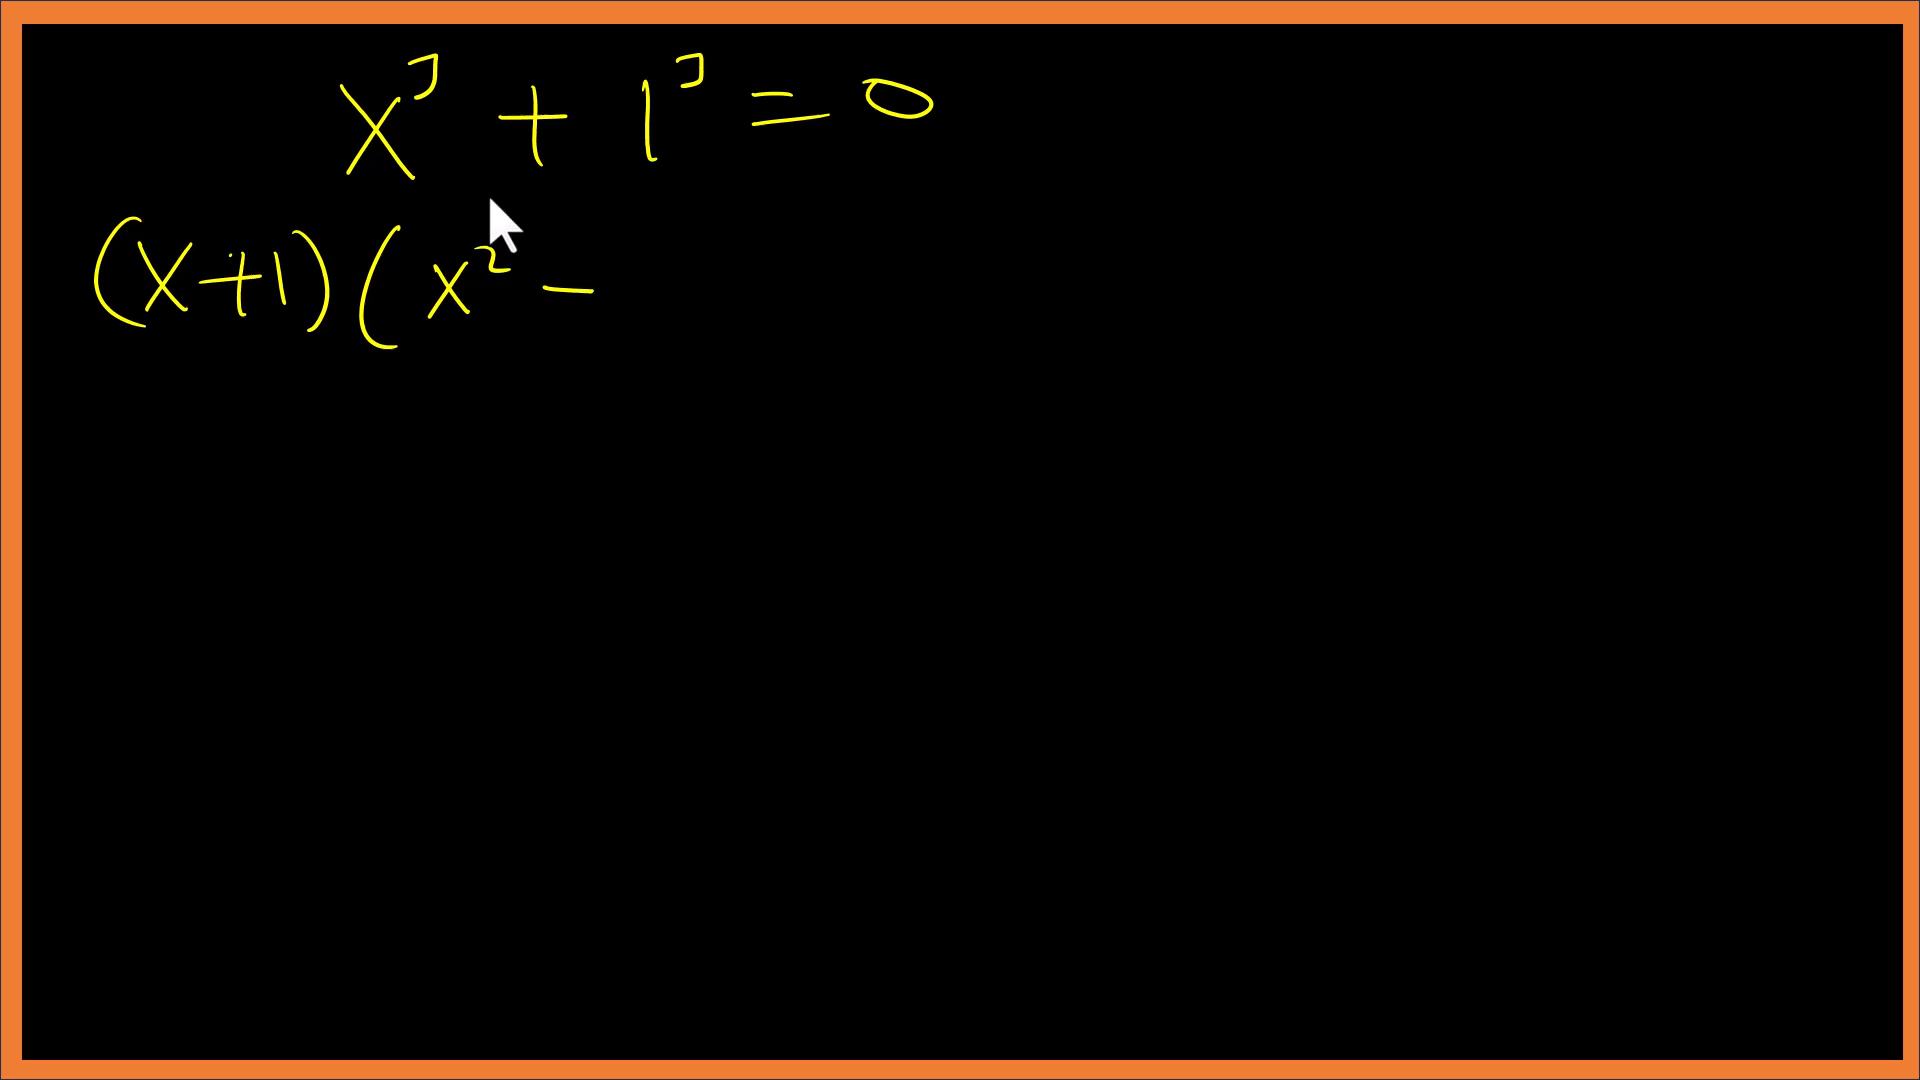 x³ + 1³ = 0
(x+1)(x² −